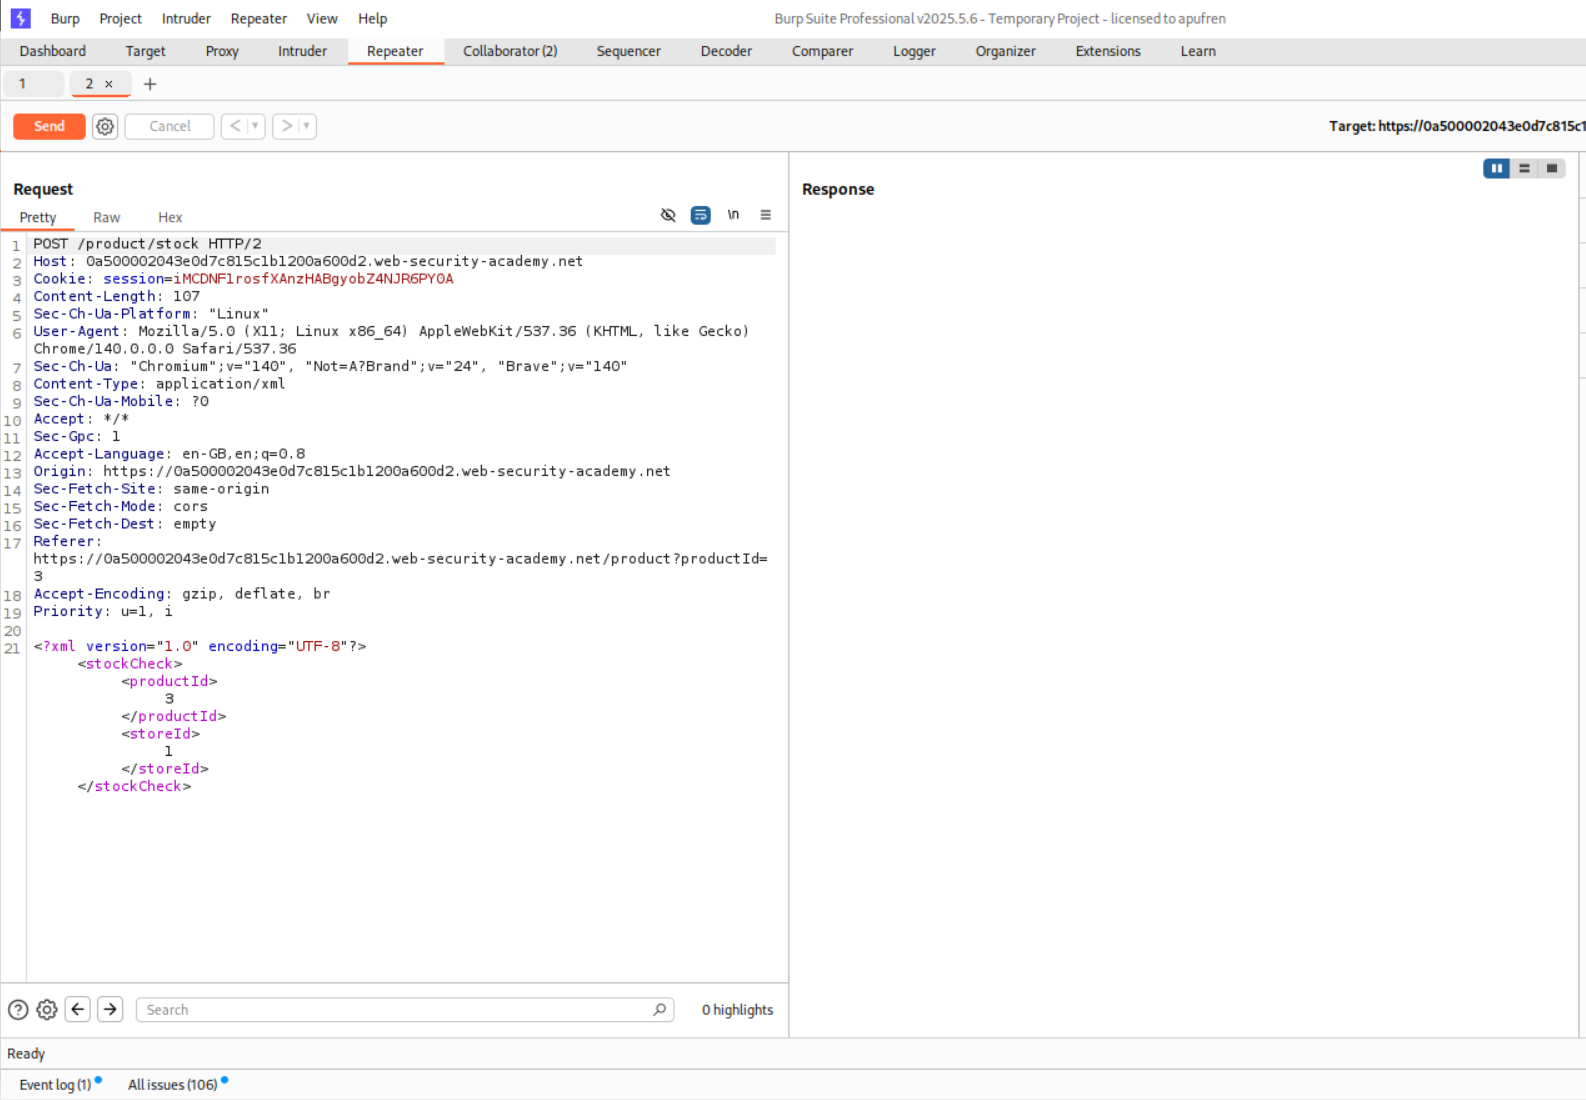 Burp Project Intruder Repeater View Help Burp Suite Professional v2025.5.6 - Temporary Project - licensed to apufren
Dashboard Target Proxy Intruder Repeater Collaborator (2) Sequencer Decoder Comparer Logger Organizer Extensions Learn
1 2 × +
Send Cancel < > Target: https://0a500002043e0d7c815c1
Request
Pretty Raw Hex \n
1 POST /product/stock HTTP/2
2 Host: 0a500002043e0d7c815c1b1200a600d2.web-security-academy.net
3 Cookie: session=iMCDNFlrosfXAnzHABgyobZ4NJR6PY0A
4 Content-Length: 107
5 Sec-Ch-Ua-Platform: "Linux"
6 User-Agent: Mozilla/5.0 (X11; Linux x86_64) AppleWebKit/537.36 (KHTML, like Gecko)
Chrome/140.0.0.0 Safari/537.36
7 Sec-Ch-Ua: "Chromium";v="140", "Not=A?Brand";v="24", "Brave";v="140"
8 Content-Type: application/xml
9 Sec-Ch-Ua-Mobile: ?0
10 Accept: */*
11 Sec-Gpc: 1
12 Accept-Language: en-GB,en;q=0.8
13 Origin: https://0a500002043e0d7c815c1b1200a600d2.web-security-academy.net
14 Sec-Fetch-Site: same-origin
15 Sec-Fetch-Mode: cors
16 Sec-Fetch-Dest: empty
17 Referer:
https://0a500002043e0d7c815c1b1200a600d2.web-security-academy.net/product?productId=
3
18 Accept-Encoding: gzip, deflate, br
19 Priority: u=1, i
20
21 <?xml version="1.0" encoding="UTF-8"?>
<stockCheck>
<productId>
3
</productId>
<storeId>
1
</storeId>
</stockCheck>
Search 0 highlights
Response
Ready
Event log (1) All issues (106)